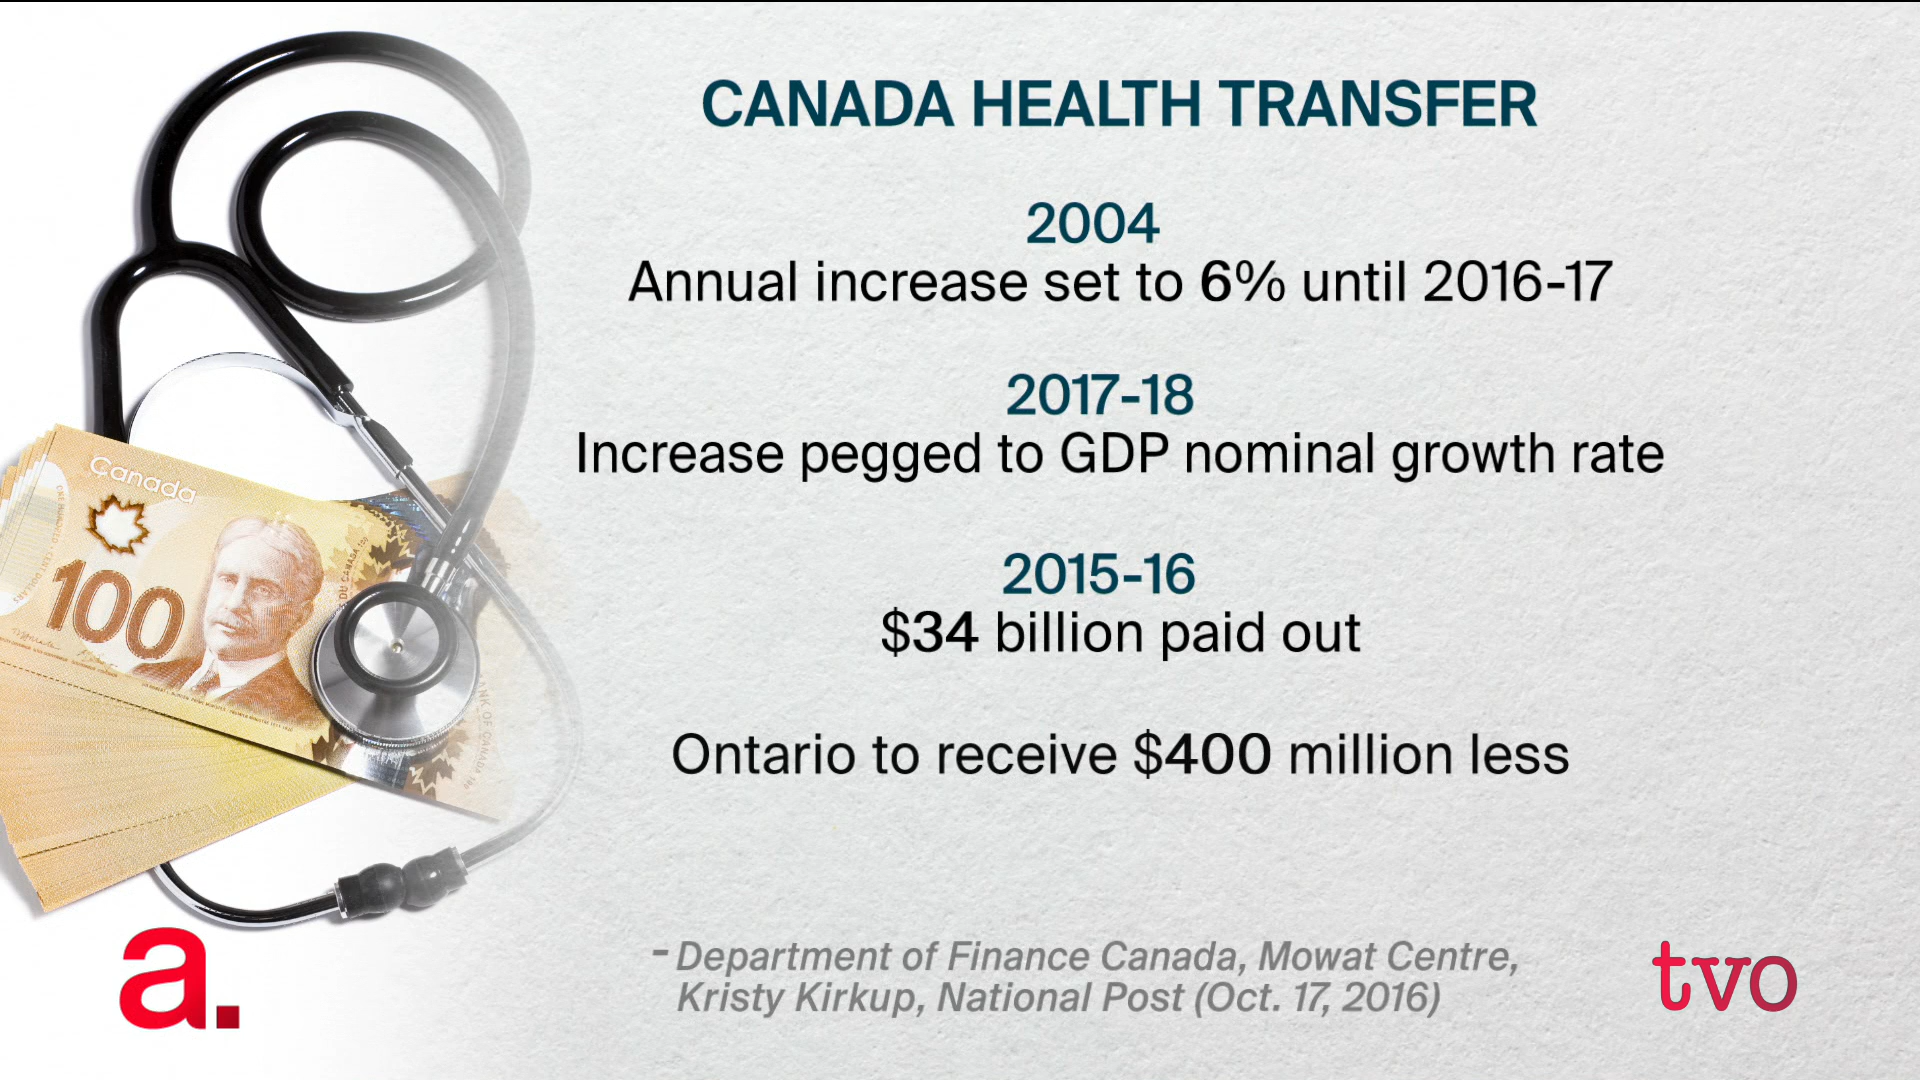 CANADA HEALTH TRANSFER
2004
Annual increase set to 6% until 2016-17
2017-18
Increase pegged to GDP nominal growth rate
2015-16
$34 billion paid out
Ontario to receive $400 million less
- Department of Finance Canada, Mowat Centre,
Kristy Kirkup, National Post (Oct. 17, 2016)
Canada
100
a.
tvo